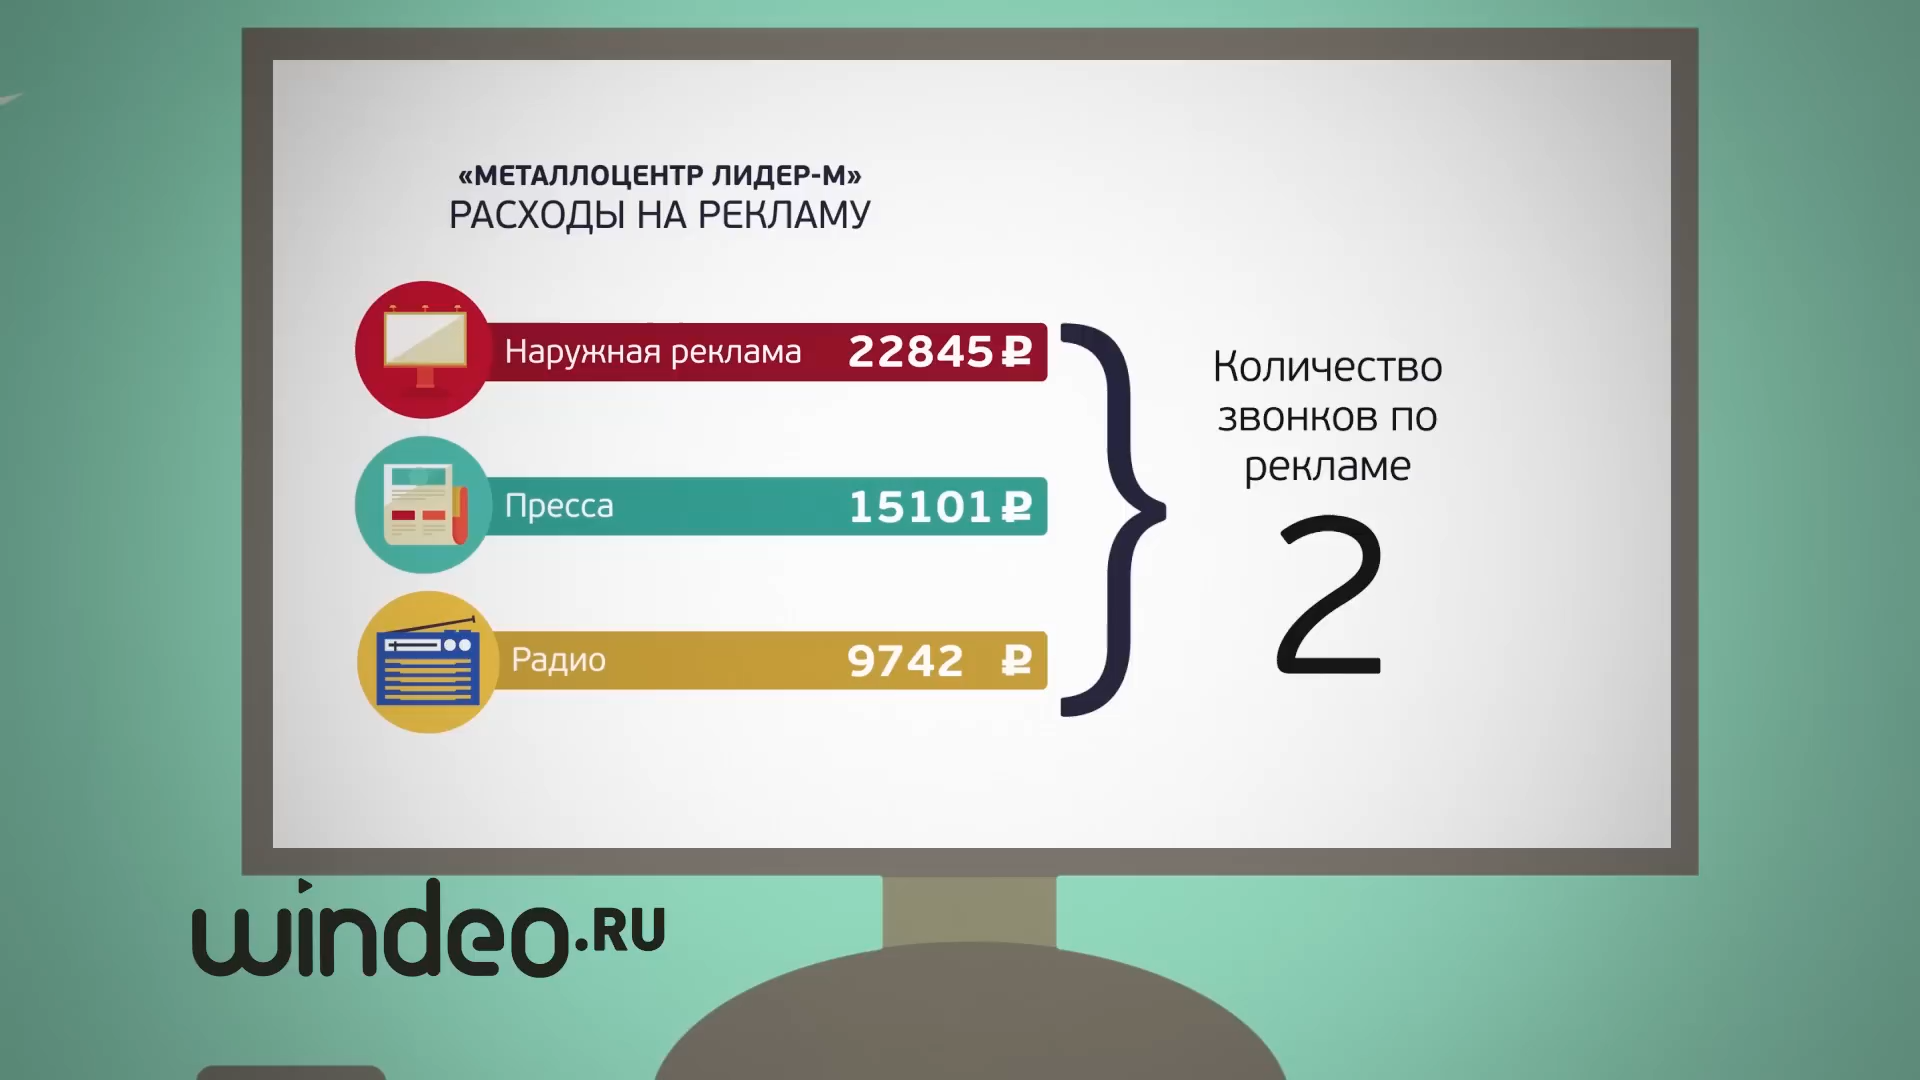 «МЕТАЛЛОЦЕНТР ЛИДЕР-М»
РАСХОДЫ НА РЕКЛАМУ
Наружная реклама 22845 ₽
Пресса 15101 ₽
Радио 9742 ₽
Количество
звонков по
рекламе
2
windeo.RU